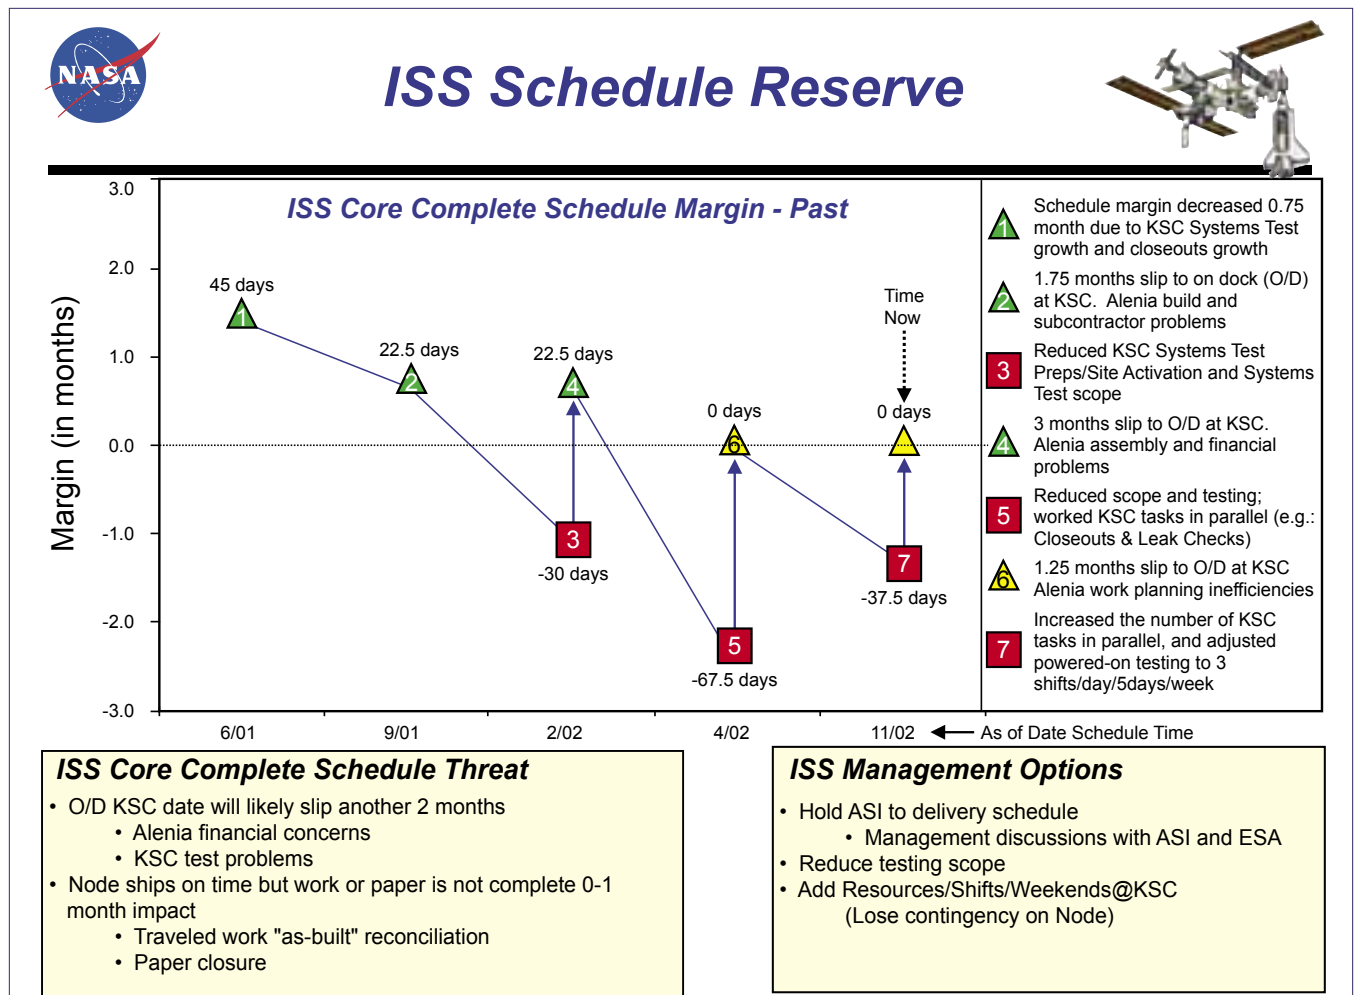 NASA
ISS Schedule Reserve
ISS Core Complete Schedule Margin - Past
Margin (in months)
3.0
2.0
1.0
0.0
-1.0
-2.0
-3.0
45 days
1
22.5 days
2
22.5 days
4
3
-30 days
0 days
6
5
-67.5 days
Time
Now
0 days
7
-37.5 days
6/01
9/01
2/02
4/02
11/02
As of Date Schedule Time
1
Schedule margin decreased 0.75
month due to KSC Systems Test
growth and closeouts growth
2
1.75 months slip to on dock (O/D)
at KSC. Alenia build and
subcontractor problems
3
Reduced KSC Systems Test
Preps/Site Activation and Systems
Test scope
4
3 months slip to O/D at KSC.
Alenia assembly and financial
problems
5
Reduced scope and testing;
worked KSC tasks in parallel (e.g.:
Closeouts & Leak Checks)
6
1.25 months slip to O/D at KSC
Alenia work planning inefficiencies
7
Increased the number of KSC
tasks in parallel, and adjusted
powered-on testing to 3
shifts/day/5days/week
ISS Core Complete Schedule Threat
• O/D KSC date will likely slip another 2 months
• Alenia financial concerns
• KSC test problems
• Node ships on time but work or paper is not complete 0-1
month impact
• Traveled work "as-built" reconciliation
• Paper closure
ISS Management Options
• Hold ASI to delivery schedule
• Management discussions with ASI and ESA
• Reduce testing scope
• Add Resources/Shifts/Weekends@KSC
(Lose contingency on Node)